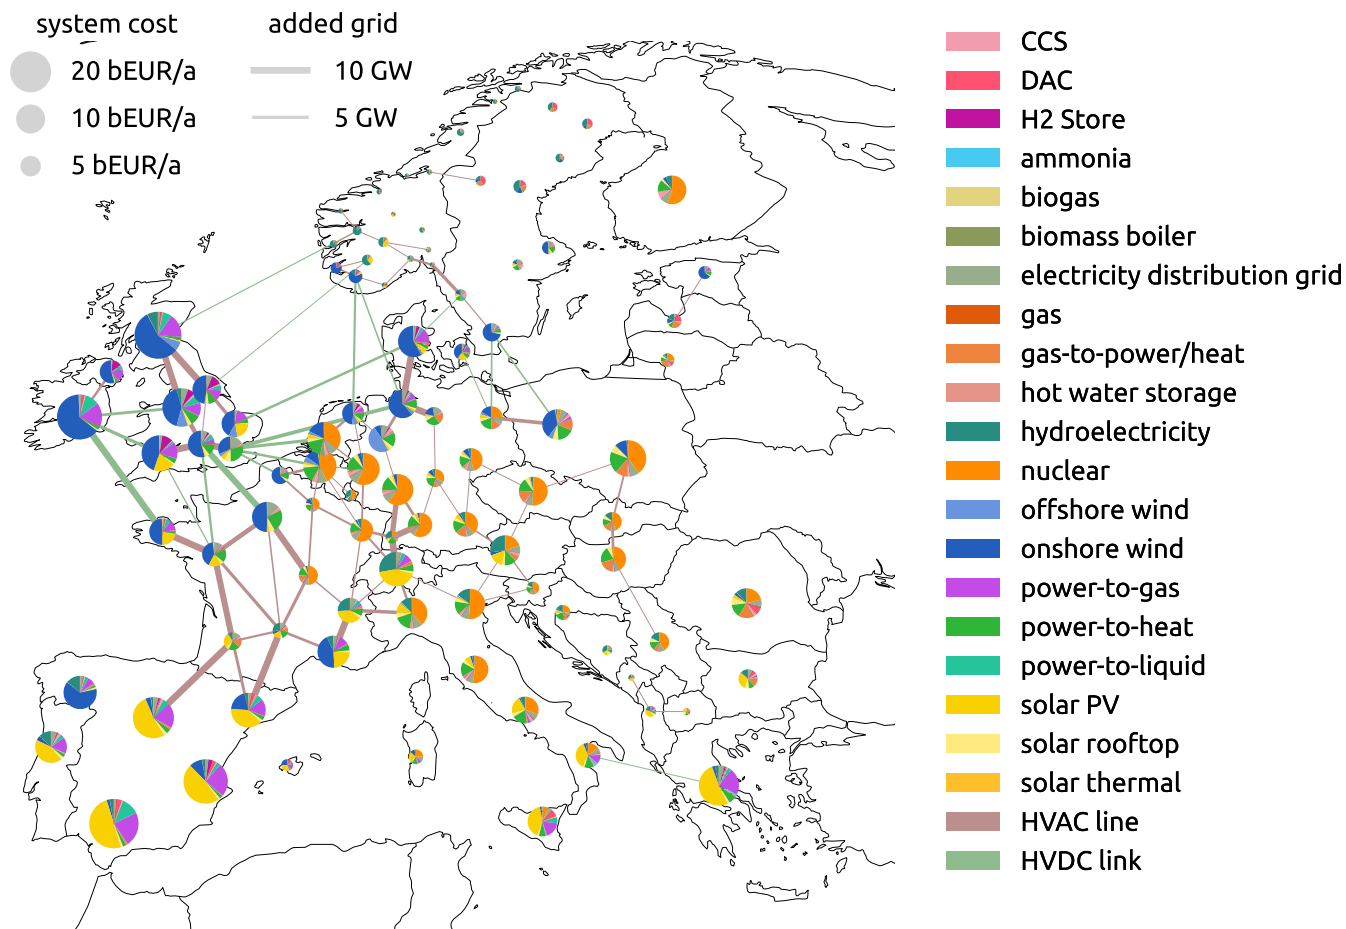 system cost
20 bEUR/a
10 bEUR/a
5 bEUR/a
added grid
10 GW
5 GW
CCS
DAC
H2 Store
ammonia
biogas
biomass boiler
electricity distribution grid
gas
gas-to-power/heat
hot water storage
hydroelectricity
nuclear
offshore wind
onshore wind
power-to-gas
power-to-heat
power-to-liquid
solar PV
solar rooftop
solar thermal
HVAC line
HVDC link